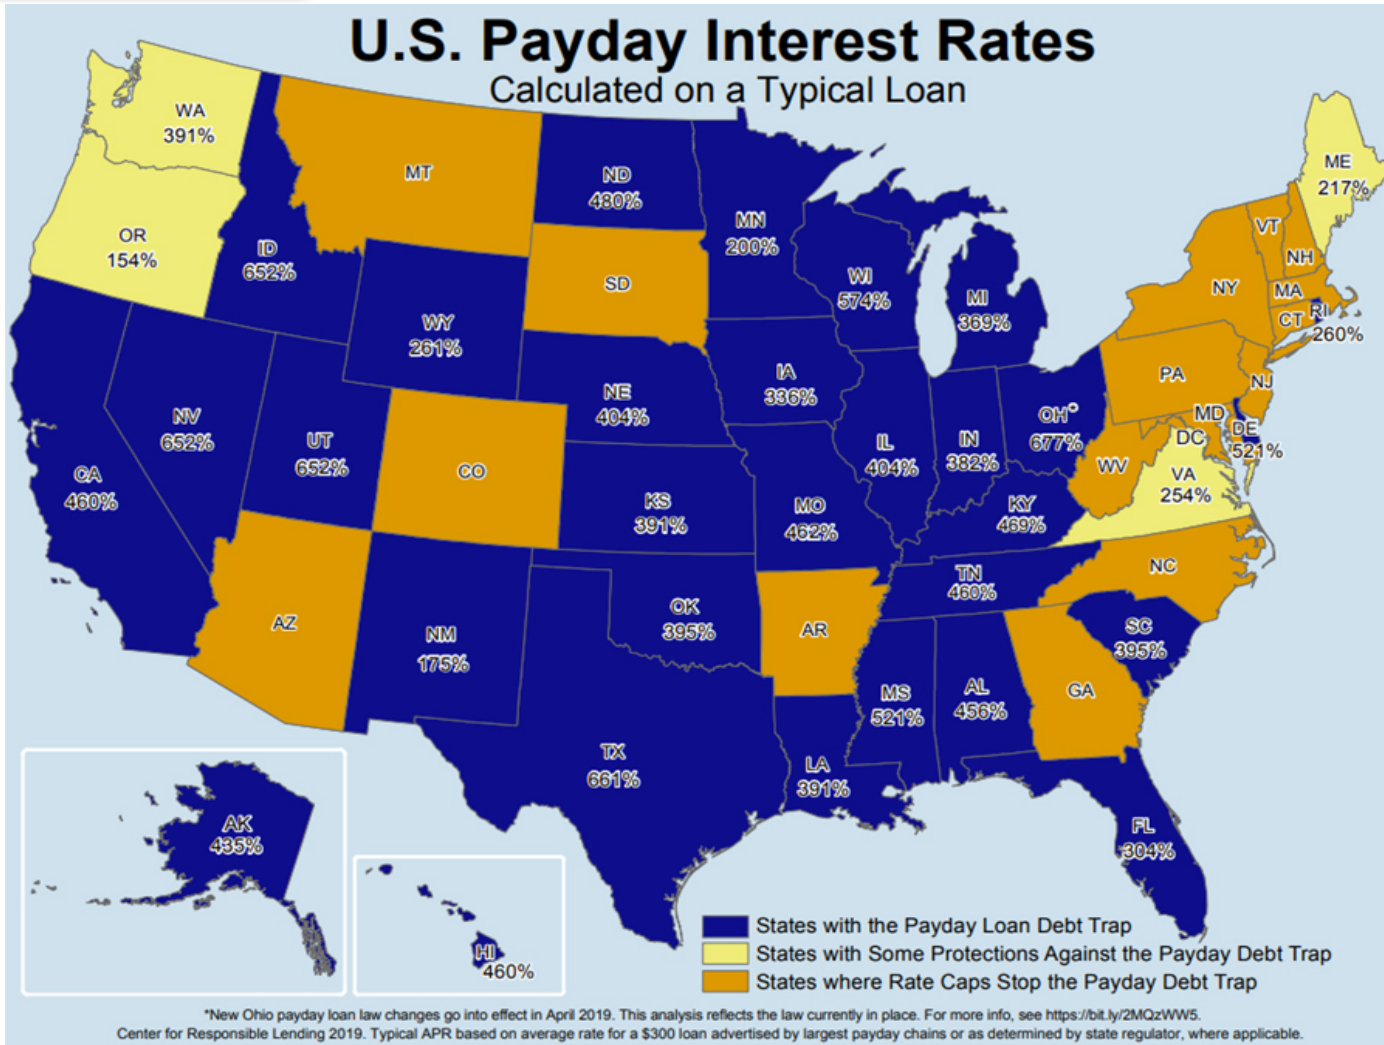 U.S. Payday Interest Rates
Calculated on a Typical Loan
WA
391%
OR
154%
ID
652%
MT
ND
480%
MN
200%
SD
WY
261%
WI
574%
MI
369%
ME
217%
VT
NH
NY
MA
CT
RI
260%
NV
652%
UT
652%
CA
460%
CO
NE
404%
IA
336%
IL
404%
IN
382%
OH*
677%
PA
NJ
MD
DE
521%
DC
WV
VA
254%
KS
391%
MO
462%
KY
469%
AZ
NM
175%
OK
395%
AR
TN
460%
NC
SC
395%
MS
521%
AL
456%
GA
TX
661%
LA
391%
FL
304%
AK
435%
HI
460%
States with the Payday Loan Debt Trap
States with Some Protections Against the Payday Debt Trap
States where Rate Caps Stop the Payday Debt Trap
*New Ohio payday loan law changes go into effect in April 2019. This analysis reflects the law currently in place. For more info, see https://bit.ly/2MQzWW5.
Center for Responsible Lending 2019. Typical APR based on average rate for a $300 loan advertised by largest payday chains or as determined by state regulator, where applicable.